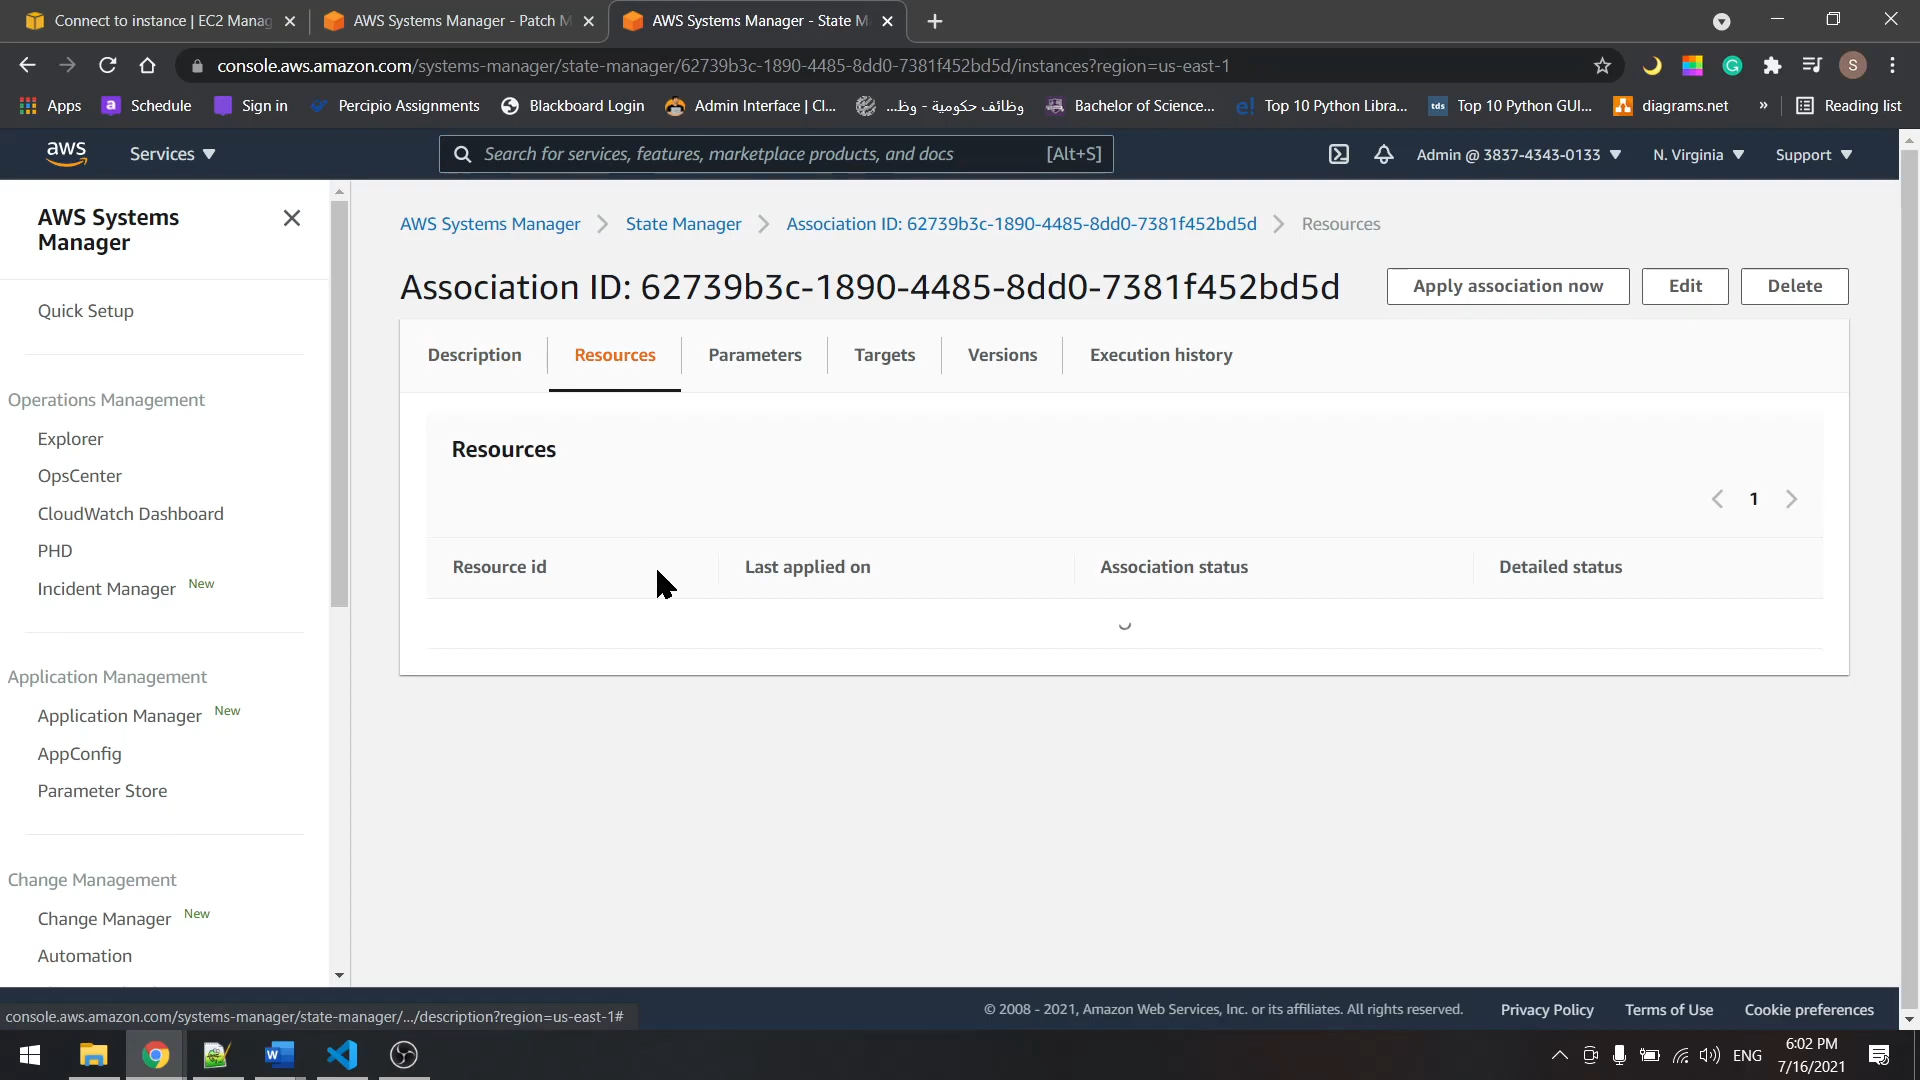 Connect to instance | EC2 Manag
AWS Systems Manager - Patch M
AWS Systems Manager - State M
console.aws.amazon.com/systems-manager/state-manager/62739b3c-1890-4485-8dd0-7381f452bd5d/instances?region=us-east-1
S
Apps
a Schedule
Sign in
Percipio Assignments
Blackboard Login
Admin Interface | Cl...
وظائف حكومية - وظ...
Bachelor of Science...
e! Top 10 Python Libra...
tds Top 10 Python GUI...
diagrams.net
»
Reading list
aws
Services
Search for services, features, marketplace products, and docs [Alt+S]
Admin @ 3837-4343-0133
N. Virginia
Support
AWS Systems
Manager
Quick Setup
Operations Management
Explorer
OpsCenter
CloudWatch Dashboard
PHD
Incident Manager New
Application Management
Application Manager New
AppConfig
Parameter Store
Change Management
Change Manager New
Automation
AWS Systems Manager
State Manager
Association ID: 62739b3c-1890-4485-8dd0-7381f452bd5d
Resources
Association ID: 62739b3c-1890-4485-8dd0-7381f452bd5d
Apply association now
Edit
Delete
Description
Resources
Parameters
Targets
Versions
Execution history
Resources
1
Resource id
Last applied on
Association status
Detailed status
console.aws.amazon.com/systems-manager/state-manager/.../description?region=us-east-1#
© 2008 - 2021, Amazon Web Services, Inc. or its affiliates. All rights reserved.
Privacy Policy
Terms of Use
Cookie preferences
W
ENG
6:02 PM
7/16/2021